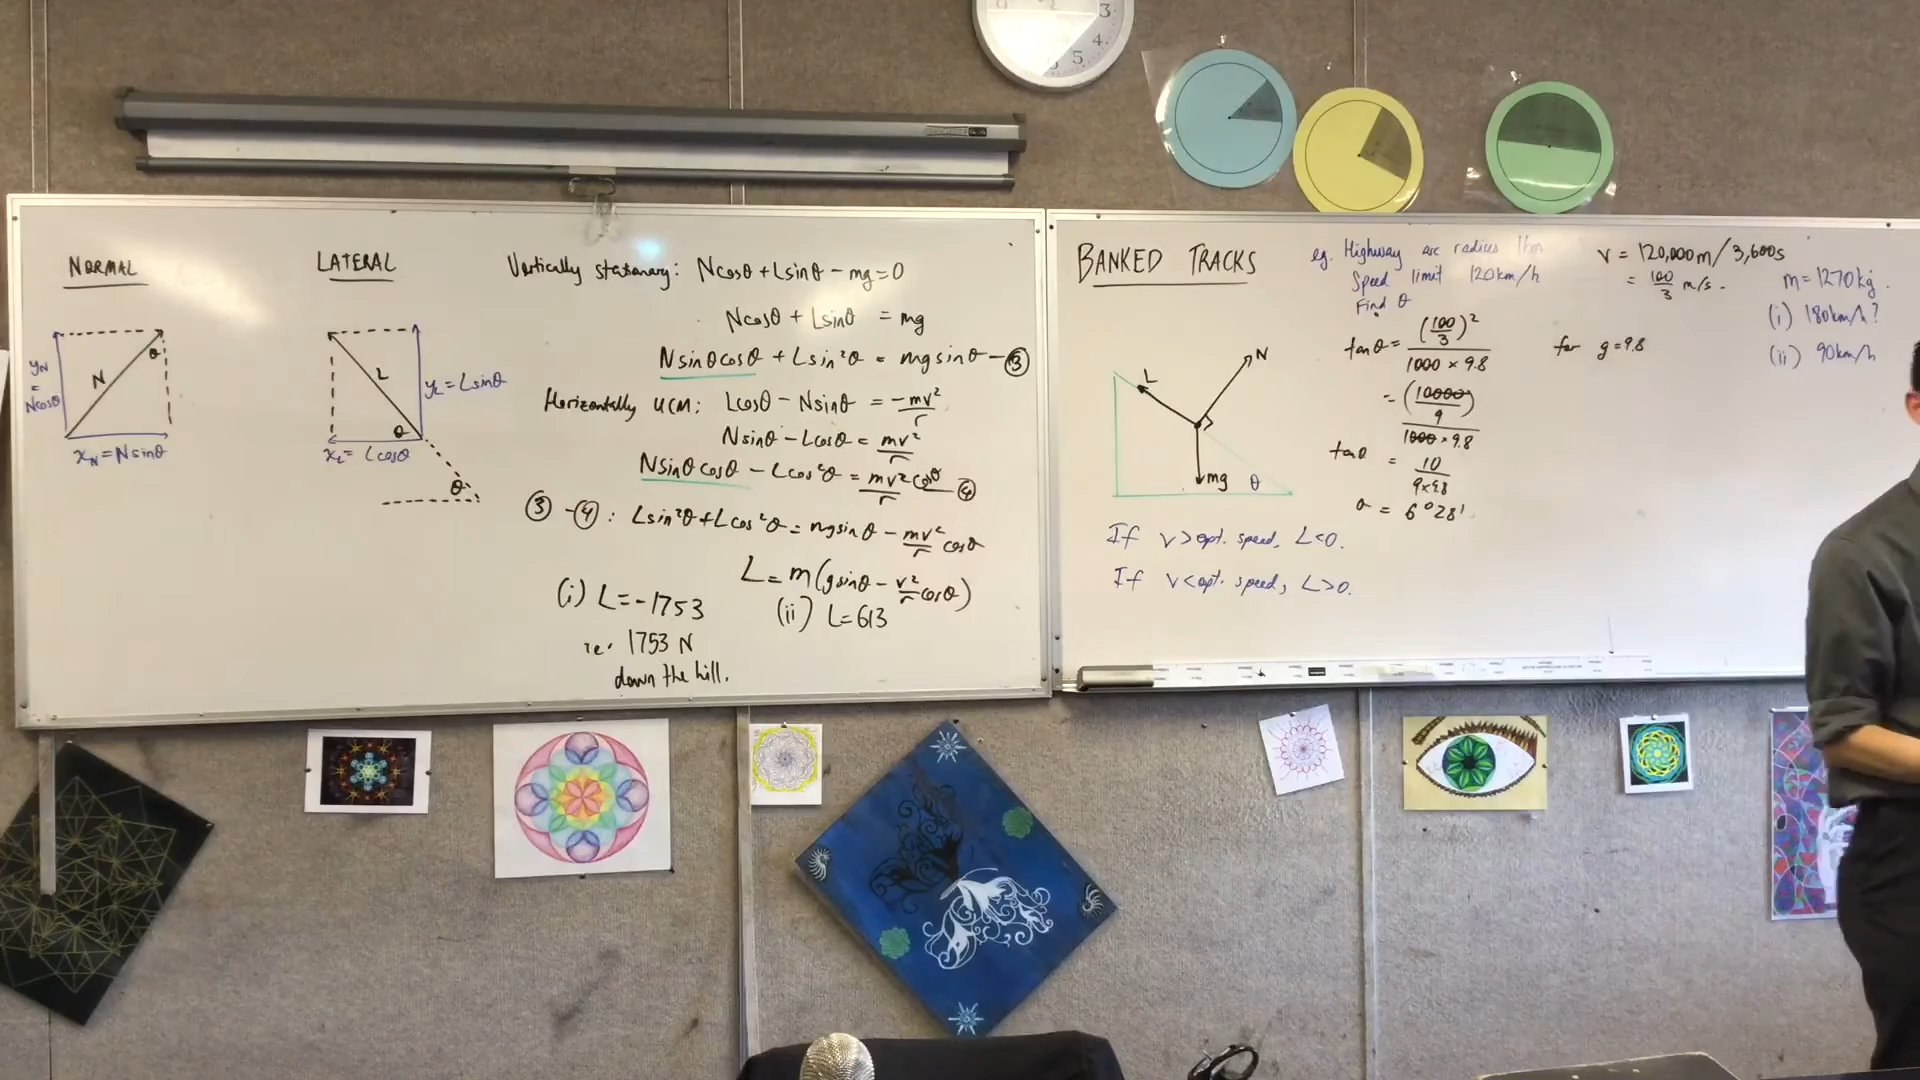 NORMAL
yN
=
Ncosθ
N
θ
xN = Nsinθ
LATERAL
L
yL = Lsinθ
θ
xL = Lcosθ
θ
Vertically stationary: Ncosθ + Lsinθ - mg = 0
Ncosθ + Lsinθ = mg
Nsinθcosθ + Lsin²θ = mgsinθ - ③
Horizontally UCM: Lcosθ - Nsinθ = -mv²/r
Nsinθ - Lcosθ = mv²/r
Nsinθcosθ - Lcos²θ = mv²/r cosθ - ④
③ - ④: Lsin²θ + Lcos²θ = mgsinθ - mv²/r cosθ
L = m(gsinθ - v²/r cosθ)
(i) L = -1753
ie. 1753 N
down the hill.
(ii) L = 613
BANKED TRACKS
L
N
mg
θ
If v > opt. speed, L < 0.
If v < opt. speed, L > 0.
eg. Highway arc radius 1km
Speed limit 120km/h
Find θ
v = 120,000m / 3,600s
= 100/3 m/s.
tanθ = (100/3)² / 1000 × 9.8
for g = 9.8
= (10000/9) / 1000 × 9.8
tanθ = 10 / 9×9.8
θ = 6°28'
m = 1270kg.
(i) 180km/h?
(ii) 90km/h
3
4
5